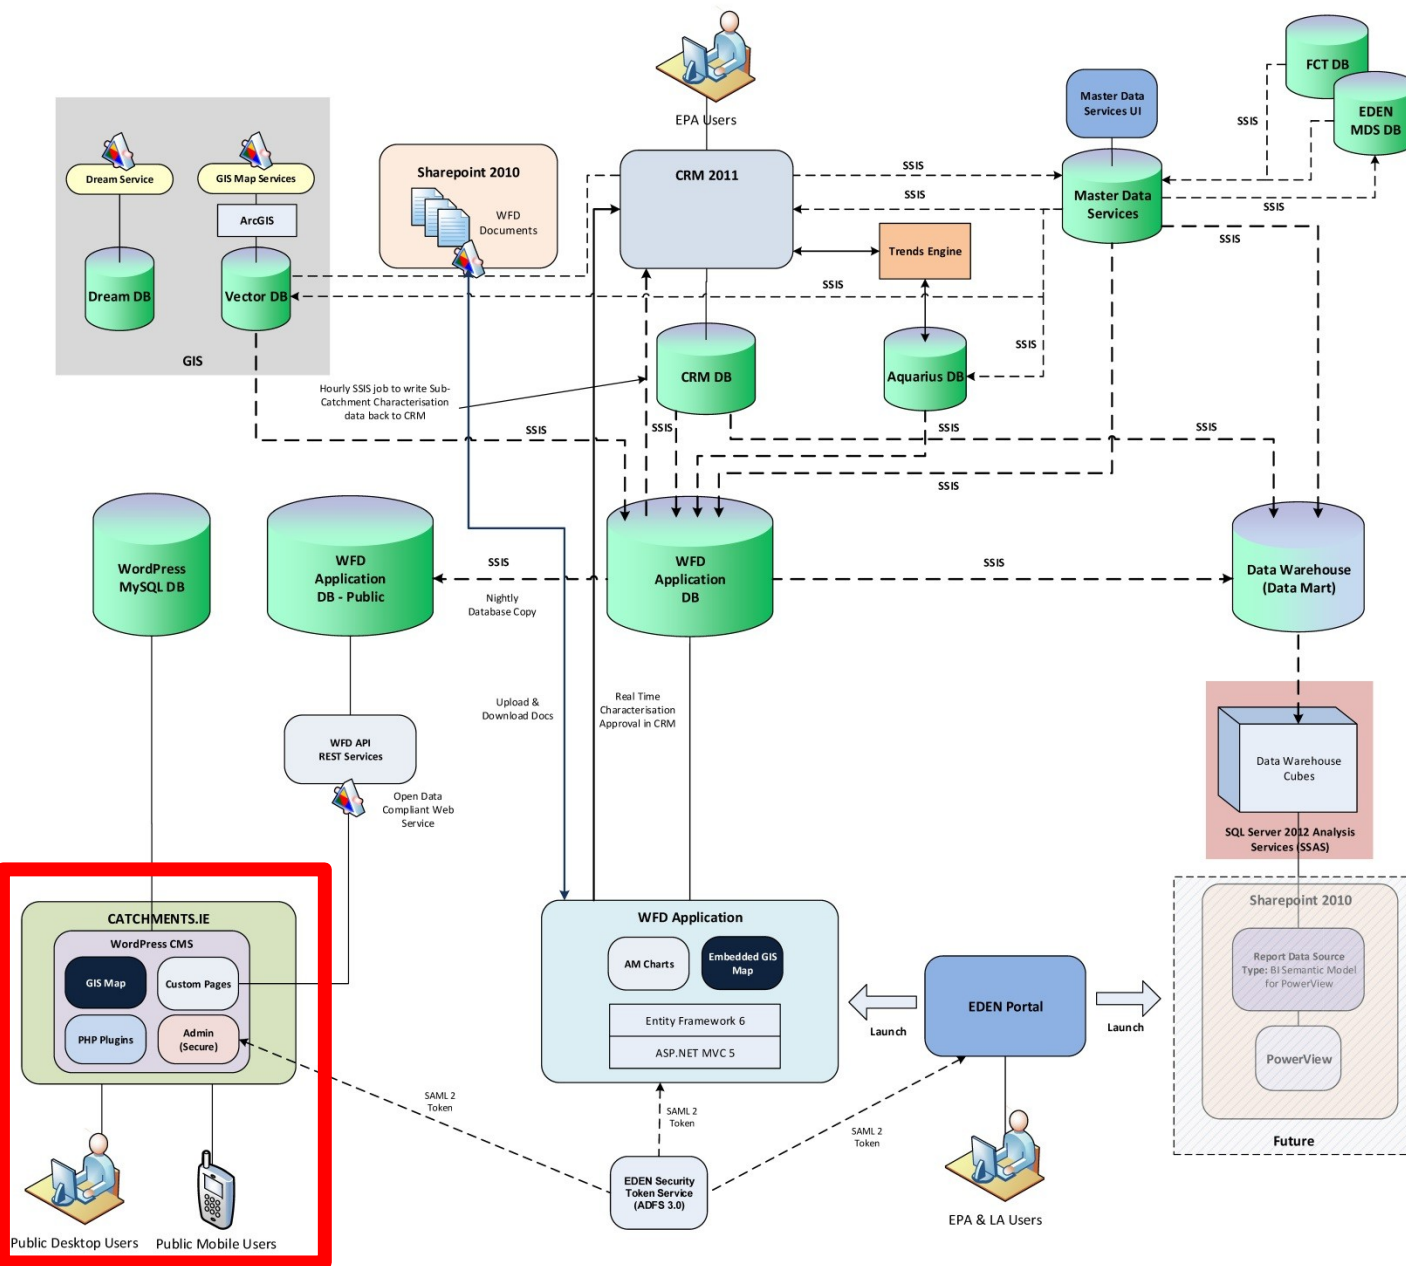 EPA Users
FCT DB
EDEN
MDS DB
Master Data
Services UI
SSIS
Dream Service
GIS Map Services
ArcGIS
Dream DB
Vector DB
GIS
Sharepoint 2010
WFD
Documents
CRM 2011
SSIS
SSIS
Master Data
Services
SSIS
SSIS
Trends Engine
SSIS
SSIS
CRM DB
Aquarius DB
Hourly SSIS job to write Sub-
Catchment Characterisation
data back to CRM
SSIS
SSIS
SSIS
SSIS
SSIS
WordPress
MySQL DB
WFD
Application
DB - Public
SSIS
Nightly
Database Copy
WFD
Application
DB
SSIS
Data Warehouse
(Data Mart)
Upload &
Download Docs
Real Time
Characterisation
Approval in CRM
WFD API
REST Services
Open Data
Compliant Web
Service
Data Warehouse
Cubes
SQL Server 2012 Analysis
Services (SSAS)
CATCHMENTS.IE
WordPress CMS
GIS Map
Custom Pages
PHP Plugins
Admin
(Secure)
WFD Application
AM Charts
Embedded GIS
Map
Entity Framework 6
ASP.NET MVC 5
Launch
EDEN Portal
Launch
Sharepoint 2010
Report Data Source
Type: BI Semantic Model
for PowerView
PowerView
Future
SAML 2
Token
SAML 2
Token
SAML 2
Token
EDEN Security
Token Service
(ADFS 3.0)
EPA & LA Users
Public Desktop Users
Public Mobile Users